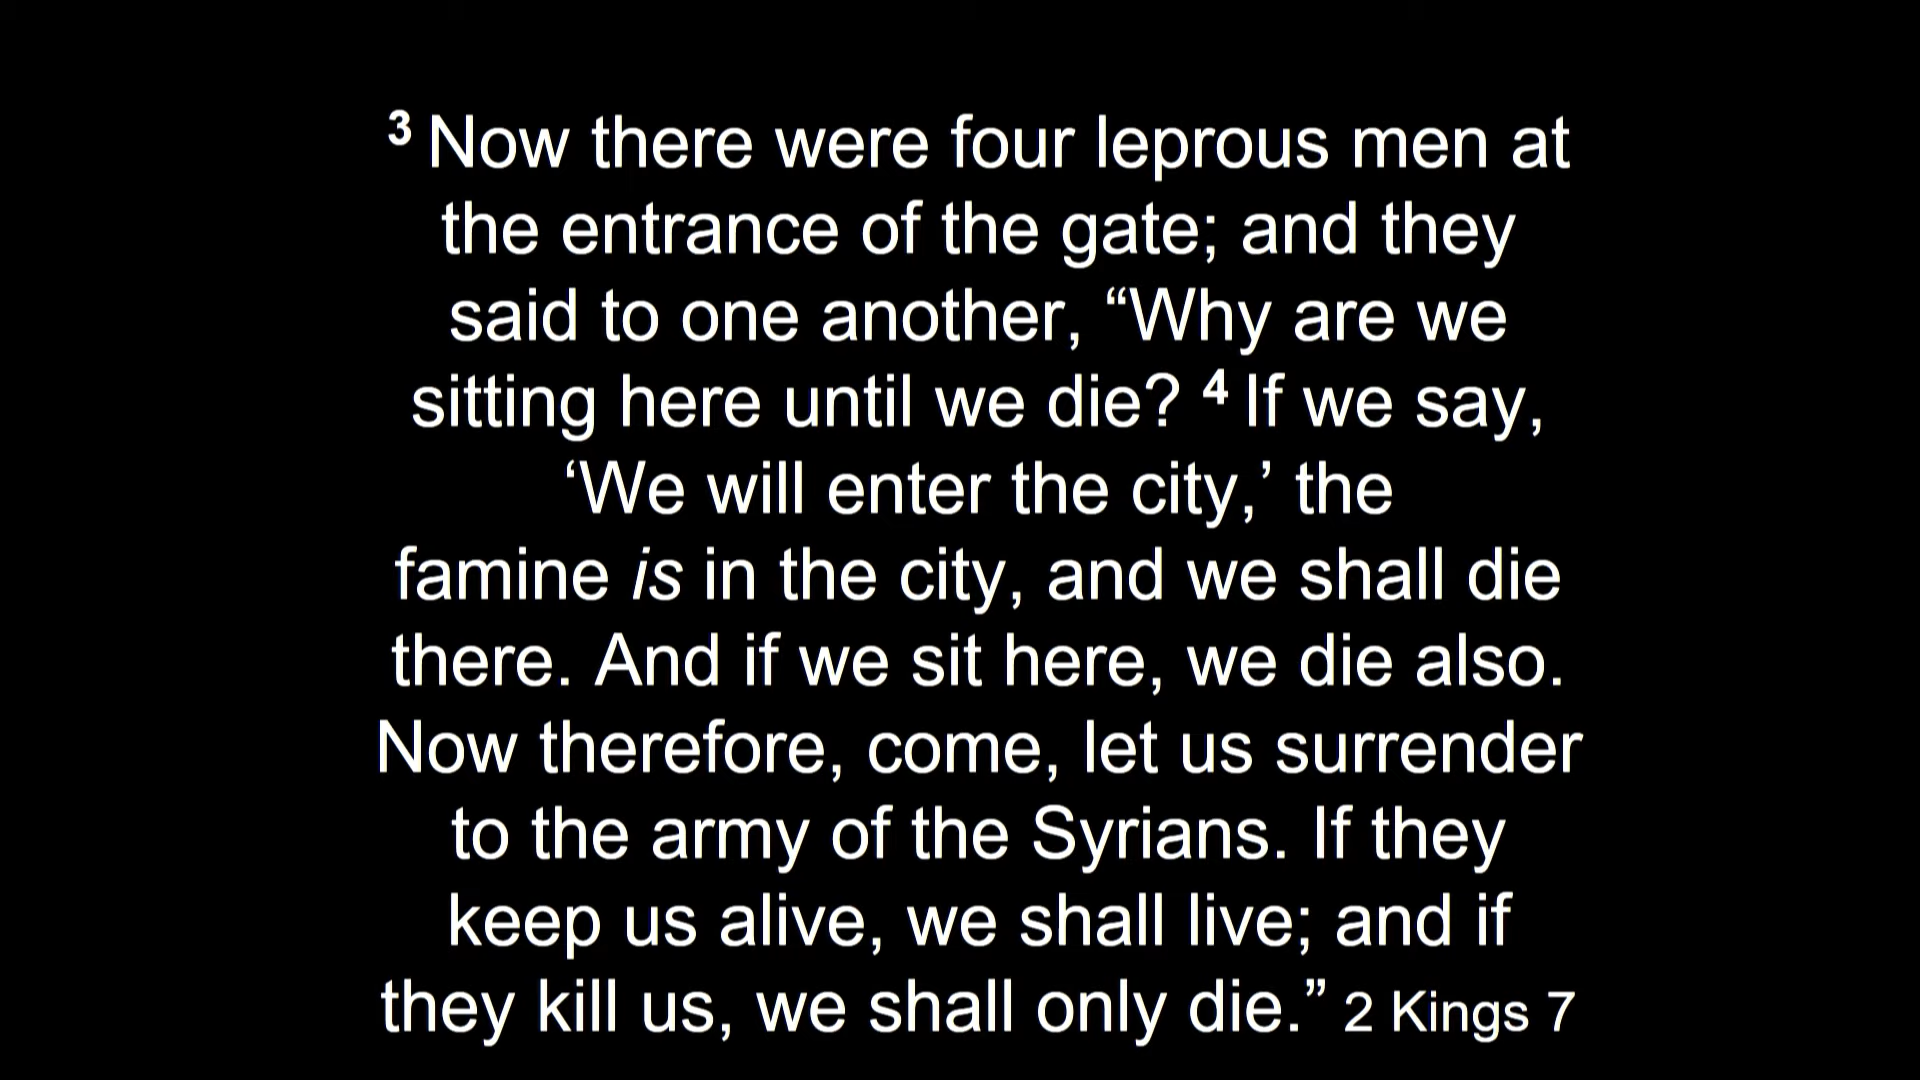 3 Now there were four leprous men at
the entrance of the gate; and they
said to one another, “Why are we
sitting here until we die? 4 If we say,
‘We will enter the city,’ the
famine is in the city, and we shall die
there. And if we sit here, we die also.
Now therefore, come, let us surrender
to the army of the Syrians. If they
keep us alive, we shall live; and if
they kill us, we shall only die.” 2 Kings 7